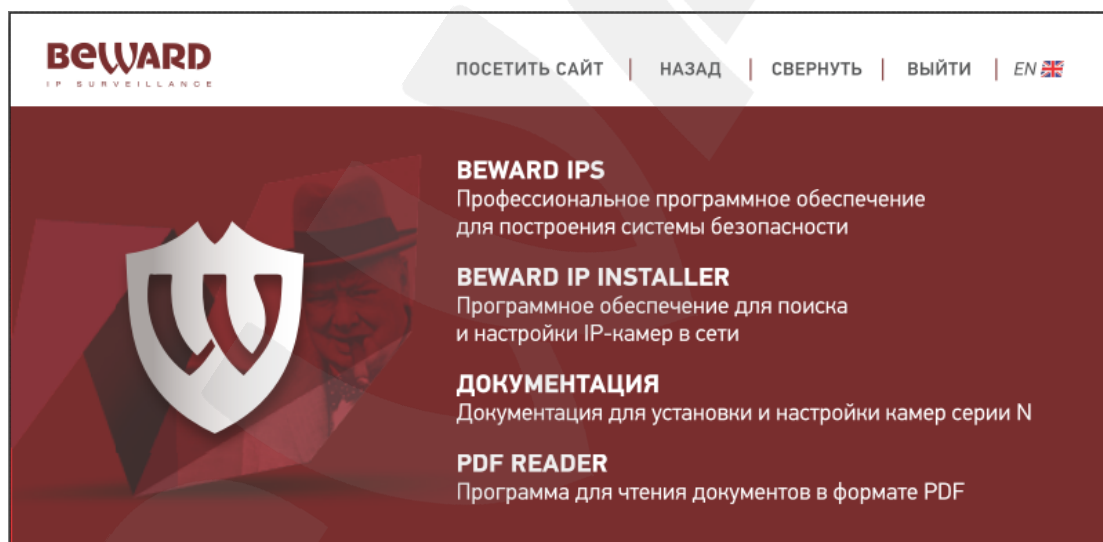 BEWARD
IP SURVEILLANCE
ПОСЕТИТЬ САЙТ | НАЗАД | СВЕРНУТЬ | ВЫЙТИ | EN
BEWARD IPS
Профессиональное программное обеспечение
для построения системы безопасности
BEWARD IP INSTALLER
Программное обеспечение для поиска
и настройки IP-камер в сети
ДОКУМЕНТАЦИЯ
Документация для установки и настройки камер серии N
PDF READER
Программа для чтения документов в формате PDF